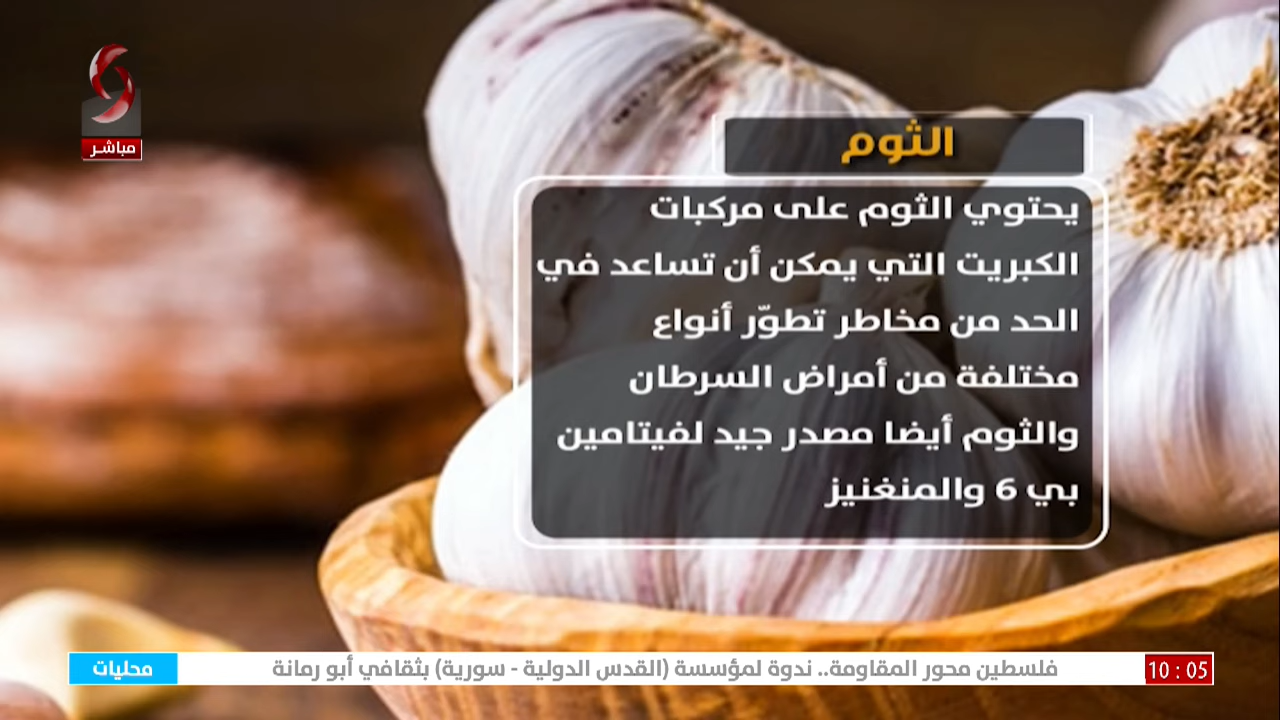 مباشر
الثوم
يحتوي الثوم على مركبات
الكبريت التي يمكن أن تساعد في
الحد من مخاطر تطوّر أنواع
مختلفة من أمراض السرطان
والثوم أيضا مصدر جيد لفيتامين
بي 6 والمنغنيز
10 : 05
فلسطين محور المقاومة.. ندوة لمؤسسة (القدس الدولية - سورية) بثقافي أبو رمانة
محليات